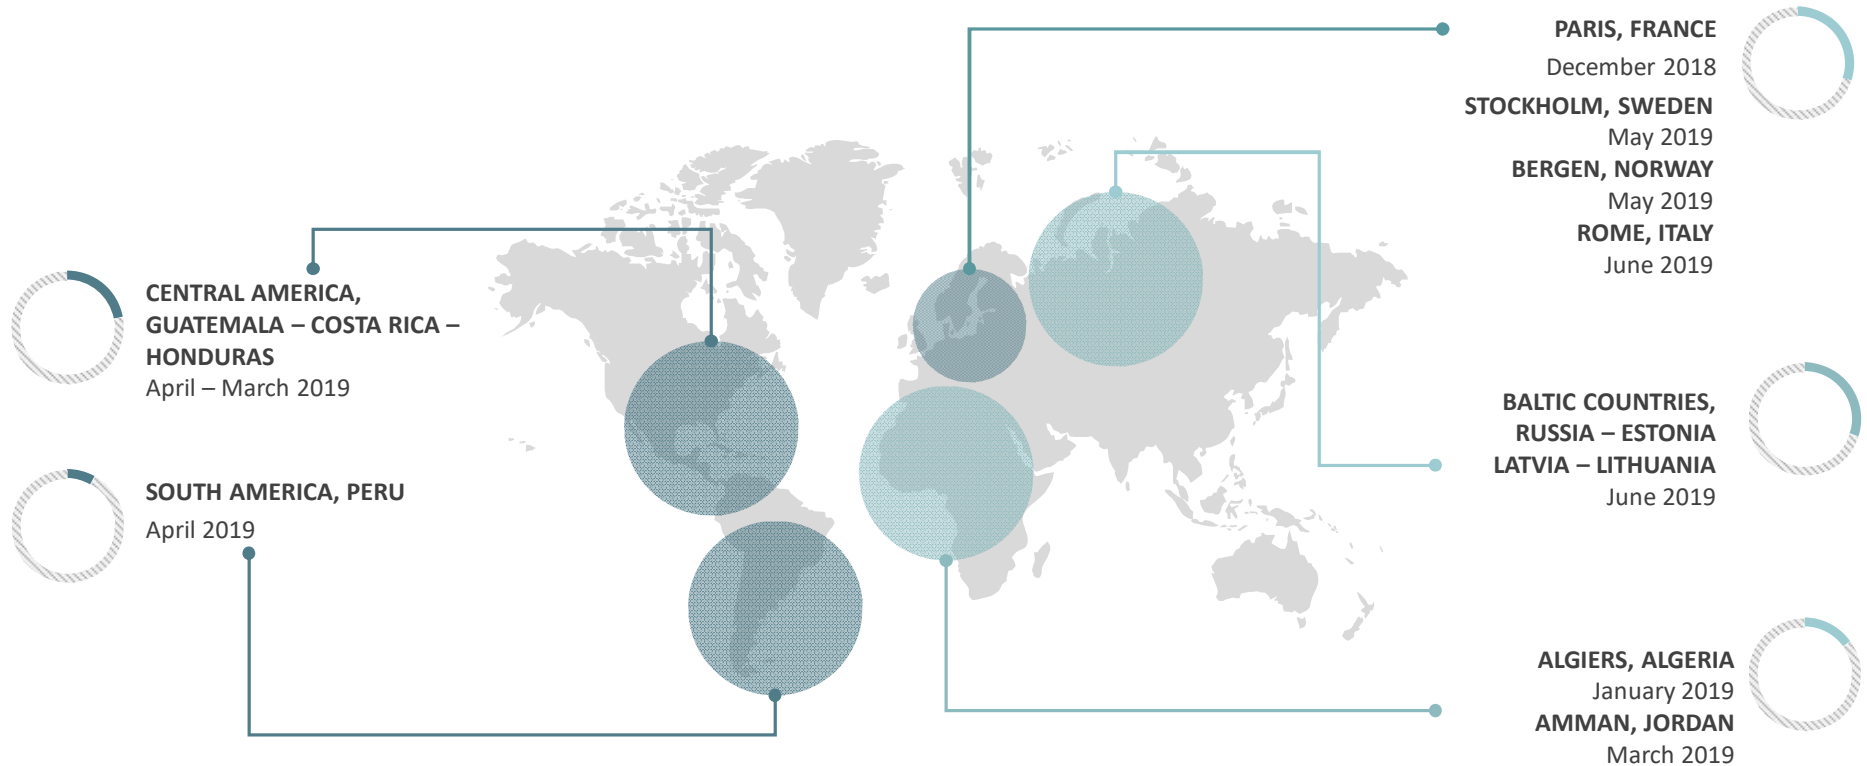 CENTRAL AMERICA,
GUATEMALA – COSTA RICA –
HONDURAS
April – March 2019
SOUTH AMERICA, PERU
April 2019
PARIS, FRANCE
December 2018
STOCKHOLM, SWEDEN
May 2019
BERGEN, NORWAY
May 2019
ROME, ITALY
June 2019
BALTIC COUNTRIES,
RUSSIA – ESTONIA
LATVIA – LITHUANIA
June 2019
ALGIERS, ALGERIA
January 2019
AMMAN, JORDAN
March 2019